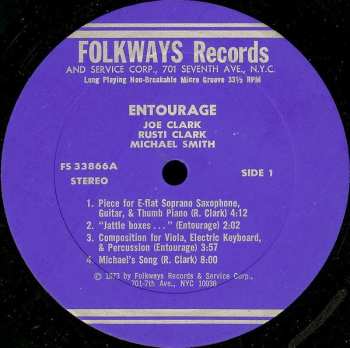 FOLKWAYS Records
AND SERVICE CORP., 701 SEVENTH AVE., N.Y.C.
Long Playing Non-Breakable Micro Groove 33⅓ RPM
ENTOURAGE
JOE CLARK
RUSTI CLARK
MICHAEL SMITH
FS 33866A
STEREO
SIDE 1
1. Piece for E-flat Soprano Saxophone,
Guitar, & Thumb Piano (R. Clark) 4:12
2. "Jattle boxes ..." (Entourage) 2:02
3. Composition for Viola, Electric Keyboard,
& Percussion (Entourage) 3:57
4. Michael's Song (R. Clark) 8:00
© 1973 by Folkways Records & Service Corp.,
701-7th Ave., NYC 10036